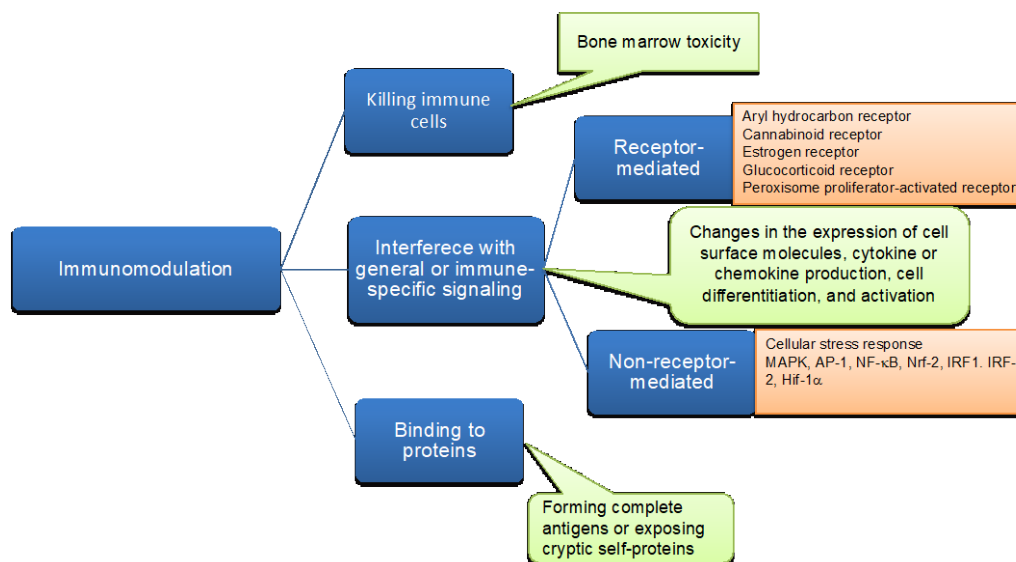 Bone marrow toxicity
Killing immune
cells
Receptor-
mediated
Aryl hydrocarbon receptor
Cannabinoid receptor
Estrogen receptor
Glucocorticoid receptor
Peroxisome proliferator-activated receptor
Immunomodulation
Interferece with
general or immune-
specific signaling
Changes in the expression of cell
surface molecules, cytokine or
chemokine production, cell
differentitiation, and activation
Non-receptor-
mediated
Cellular stress response
MAPK, AP-1, NF-κB, Nrf-2, IRF1. IRF-
2, Hif-1α
Binding to
proteins
Forming complete
antigens or exposing
cryptic self-proteins